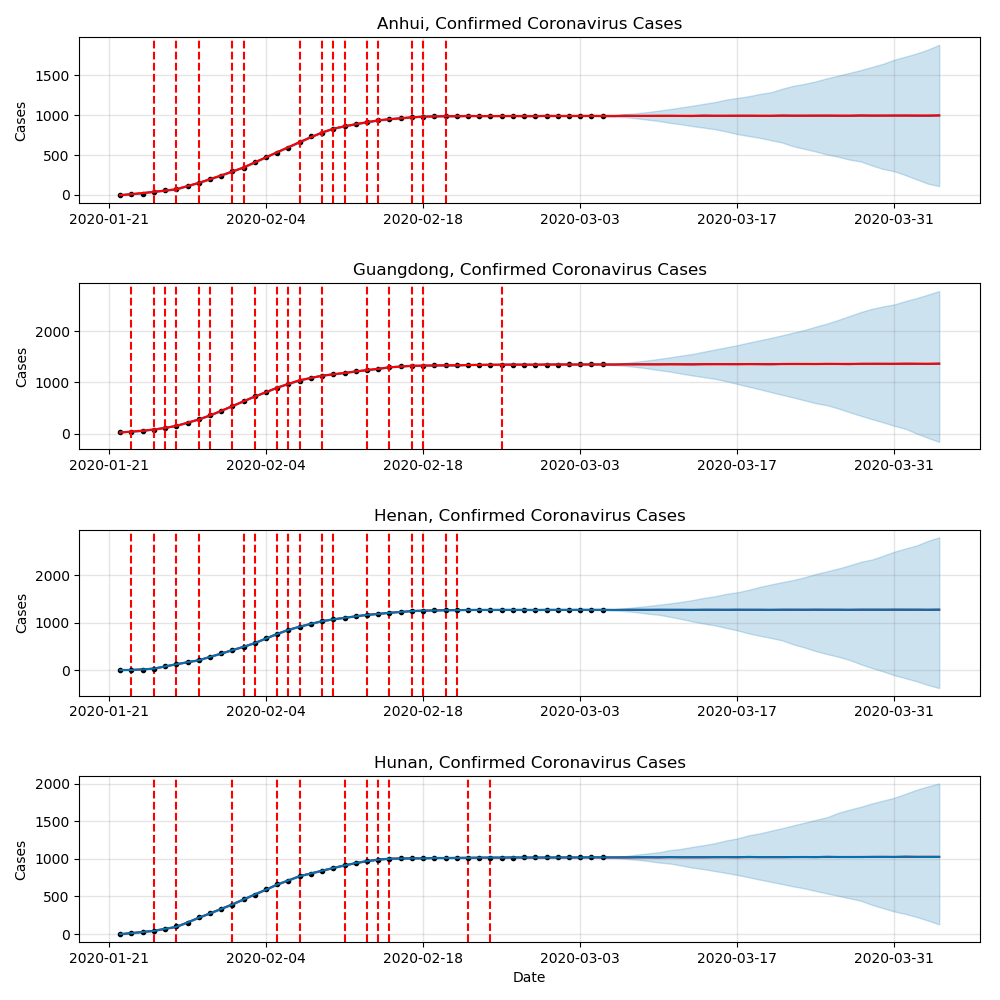 Anhui, Confirmed Coronavirus Cases
1500
1000
500
0
Cases
2020-01-21 2020-02-04 2020-02-18 2020-03-03 2020-03-17 2020-03-31
Guangdong, Confirmed Coronavirus Cases
2000
1000
0
Cases
2020-01-21 2020-02-04 2020-02-18 2020-03-03 2020-03-17 2020-03-31
Henan, Confirmed Coronavirus Cases
2000
1000
0
Cases
2020-01-21 2020-02-04 2020-02-18 2020-03-03 2020-03-17 2020-03-31
Hunan, Confirmed Coronavirus Cases
2000
1500
1000
500
0
Cases
2020-01-21 2020-02-04 2020-02-18 2020-03-03 2020-03-17 2020-03-31
Date